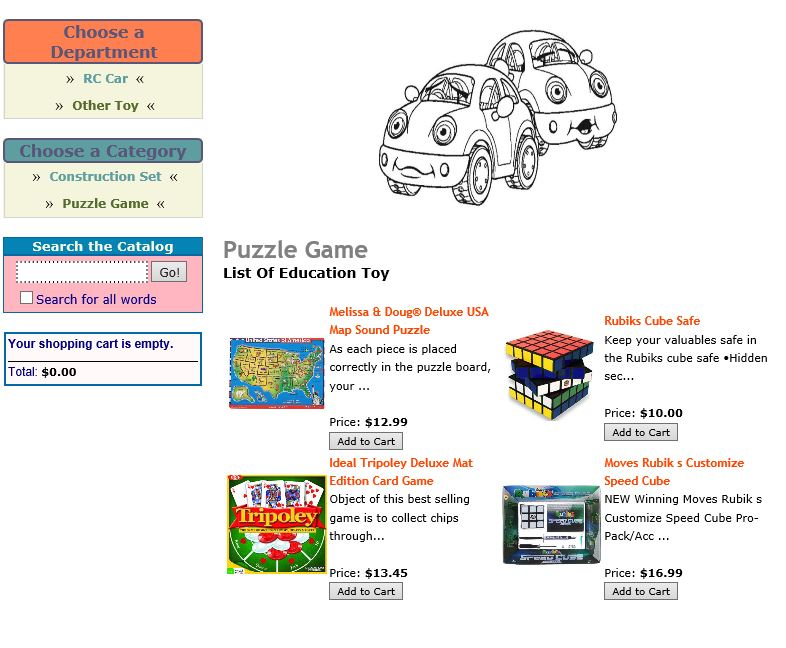 Choose a
Department
» RC Car «
» Other Toy «
Choose a Category
» Construction Set «
» Puzzle Game «
Search the Catalog
Go!
Search for all words
Your shopping cart is empty.
Total: $0.00
Puzzle Game
List Of Education Toy
United States of America
Melissa & Doug® Deluxe USA
Map Sound Puzzle
As each piece is placed
correctly in the puzzle board,
your ...
Price: $12.99
Add to Cart
Rubiks Cube Safe
Keep your valuables safe in
the Rubiks cube safe •Hidden
sec...
Price: $10.00
Add to Cart
Tripoley
Ideal Tripoley Deluxe Mat
Edition Card Game
Object of this best selling
game is to collect chips
through...
Price: $13.45
Add to Cart
Moves Rubik s Customize
Speed Cube
NEW Winning Moves Rubik s
Customize Speed Cube Pro-
Pack/Acc ...
Price: $16.99
Add to Cart